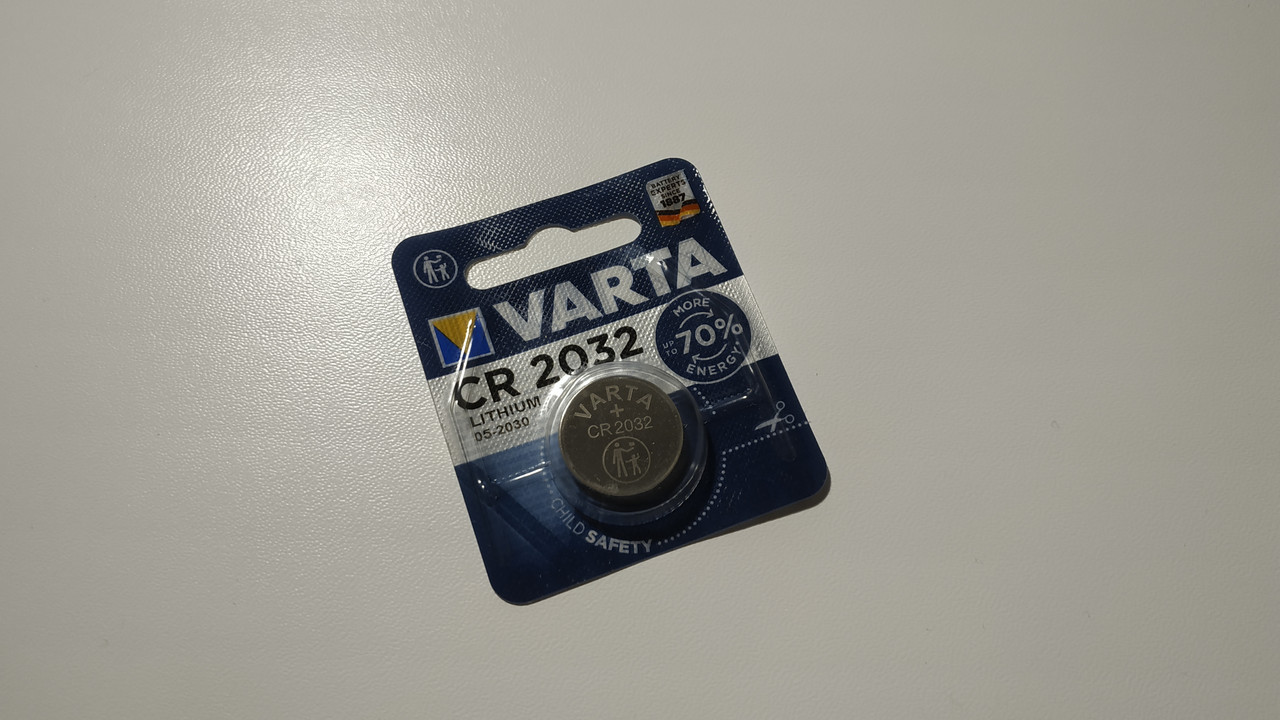 BATTERY
EXPERTS
SINCE
1887
VARTA
MORE
UP TO
70%
ENERGY
CR 2032
LITHIUM
05-2030
VARTA
+
CR 2032
CHILD SAFETY